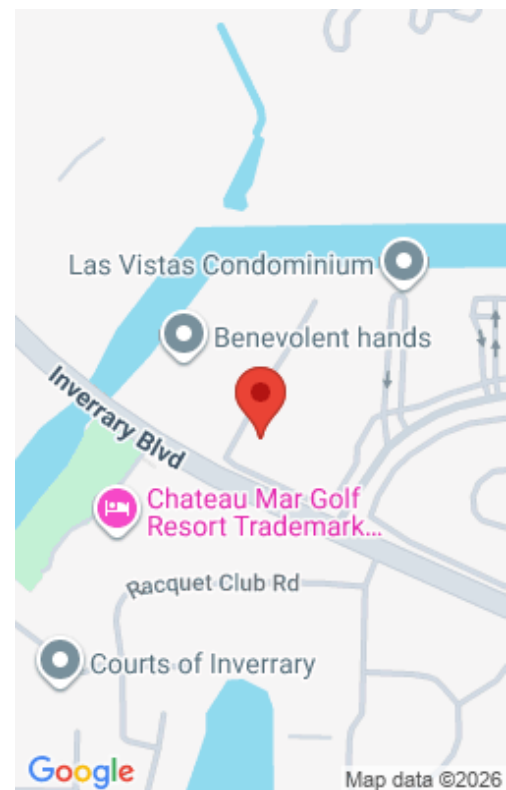 Las Vistas Condominium
Benevolent hands
Inverrary Blvd
Chateau Mar Golf
Resort Trademark...
Racquet Club Rd
Courts of Inverrary
Google
Map data ©2026